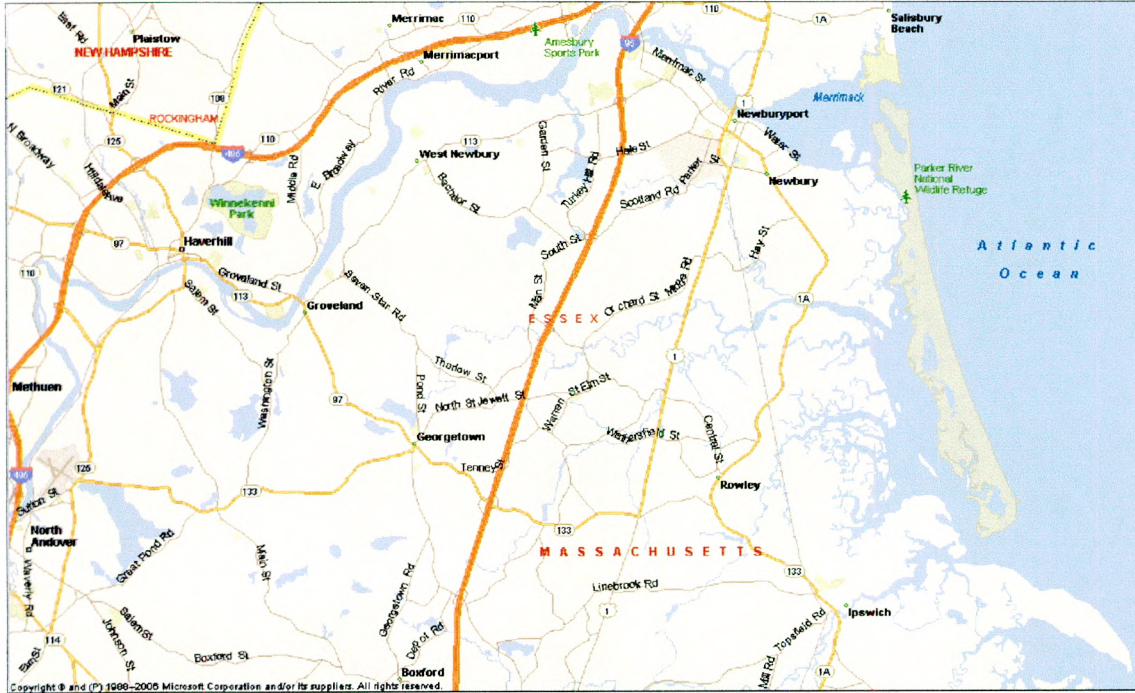 Merrimac
110
110
1A
Salisbury
Beach
East Rd
Plaistow
NEW HAMPSHIRE
Amesbury
Sports Park
95
Merrimacport
Merrimac St
River Rd
121
Main St
108
Merrimack
1
Newburyport
ROCKINGHAM
N Broadway
125
110
495
113
Garden St
Hale St
Water St
West Newbury
Middle Rd
E Broadway
Turkey Hill Rd
Parker St
Parker River
National
Wildlife Refuge
Hilldale Ave
Bachelor St
Scotland Rd
Newbury
Winnekenni
Park
97
Haverhill
South St
Hay St
Atlantic
Ocean
110
Salem St
Groveland St
113
Seven Star Rd
Main St
Orchard St
Middle Rd
1A
Groveland
ESSEX
1
Washington St
Thurlow St
Methuen
97
Pond St
North St
Jewett St
Warren St
Elm St
Georgetown
Wethersfield St
Central St
495
125
Tenney St
Sutton St
133
Rowley
133
North
Andover
Great Pond Rd
Main St
MASSACHUSETTS
133
Waverly Rd
Georgetown Rd
Linebrook Rd
Ipswich
1
Salem St
Johnson St
Depot Rd
Topsfield Rd
114
Elm St
Boxford St
Boxford
Mill Rd
1A
Copyright © and (P) 1988–2006 Microsoft Corporation and/or its suppliers. All rights reserved.